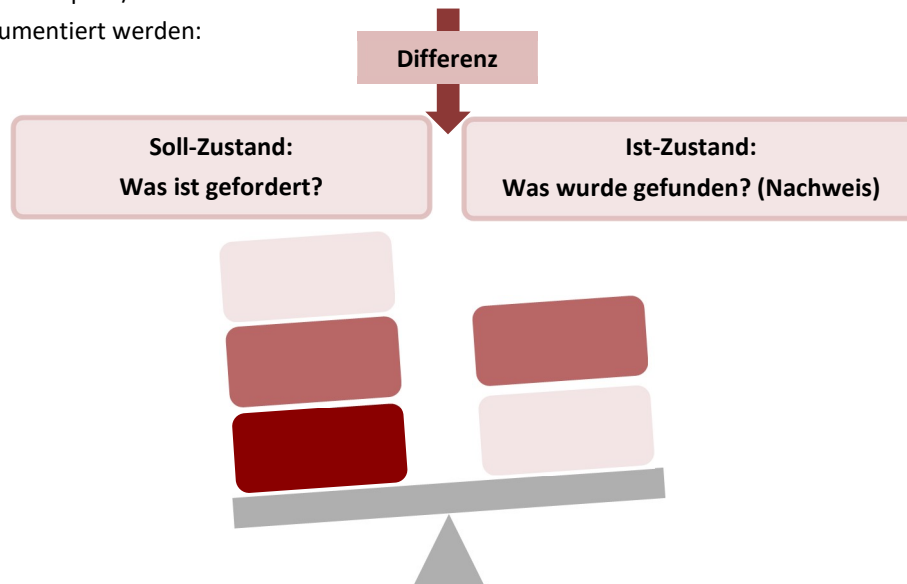 umentiert werden:
Differenz
Soll-Zustand:
Was ist gefordert?
Ist-Zustand:
Was wurde gefunden? (Nachweis)